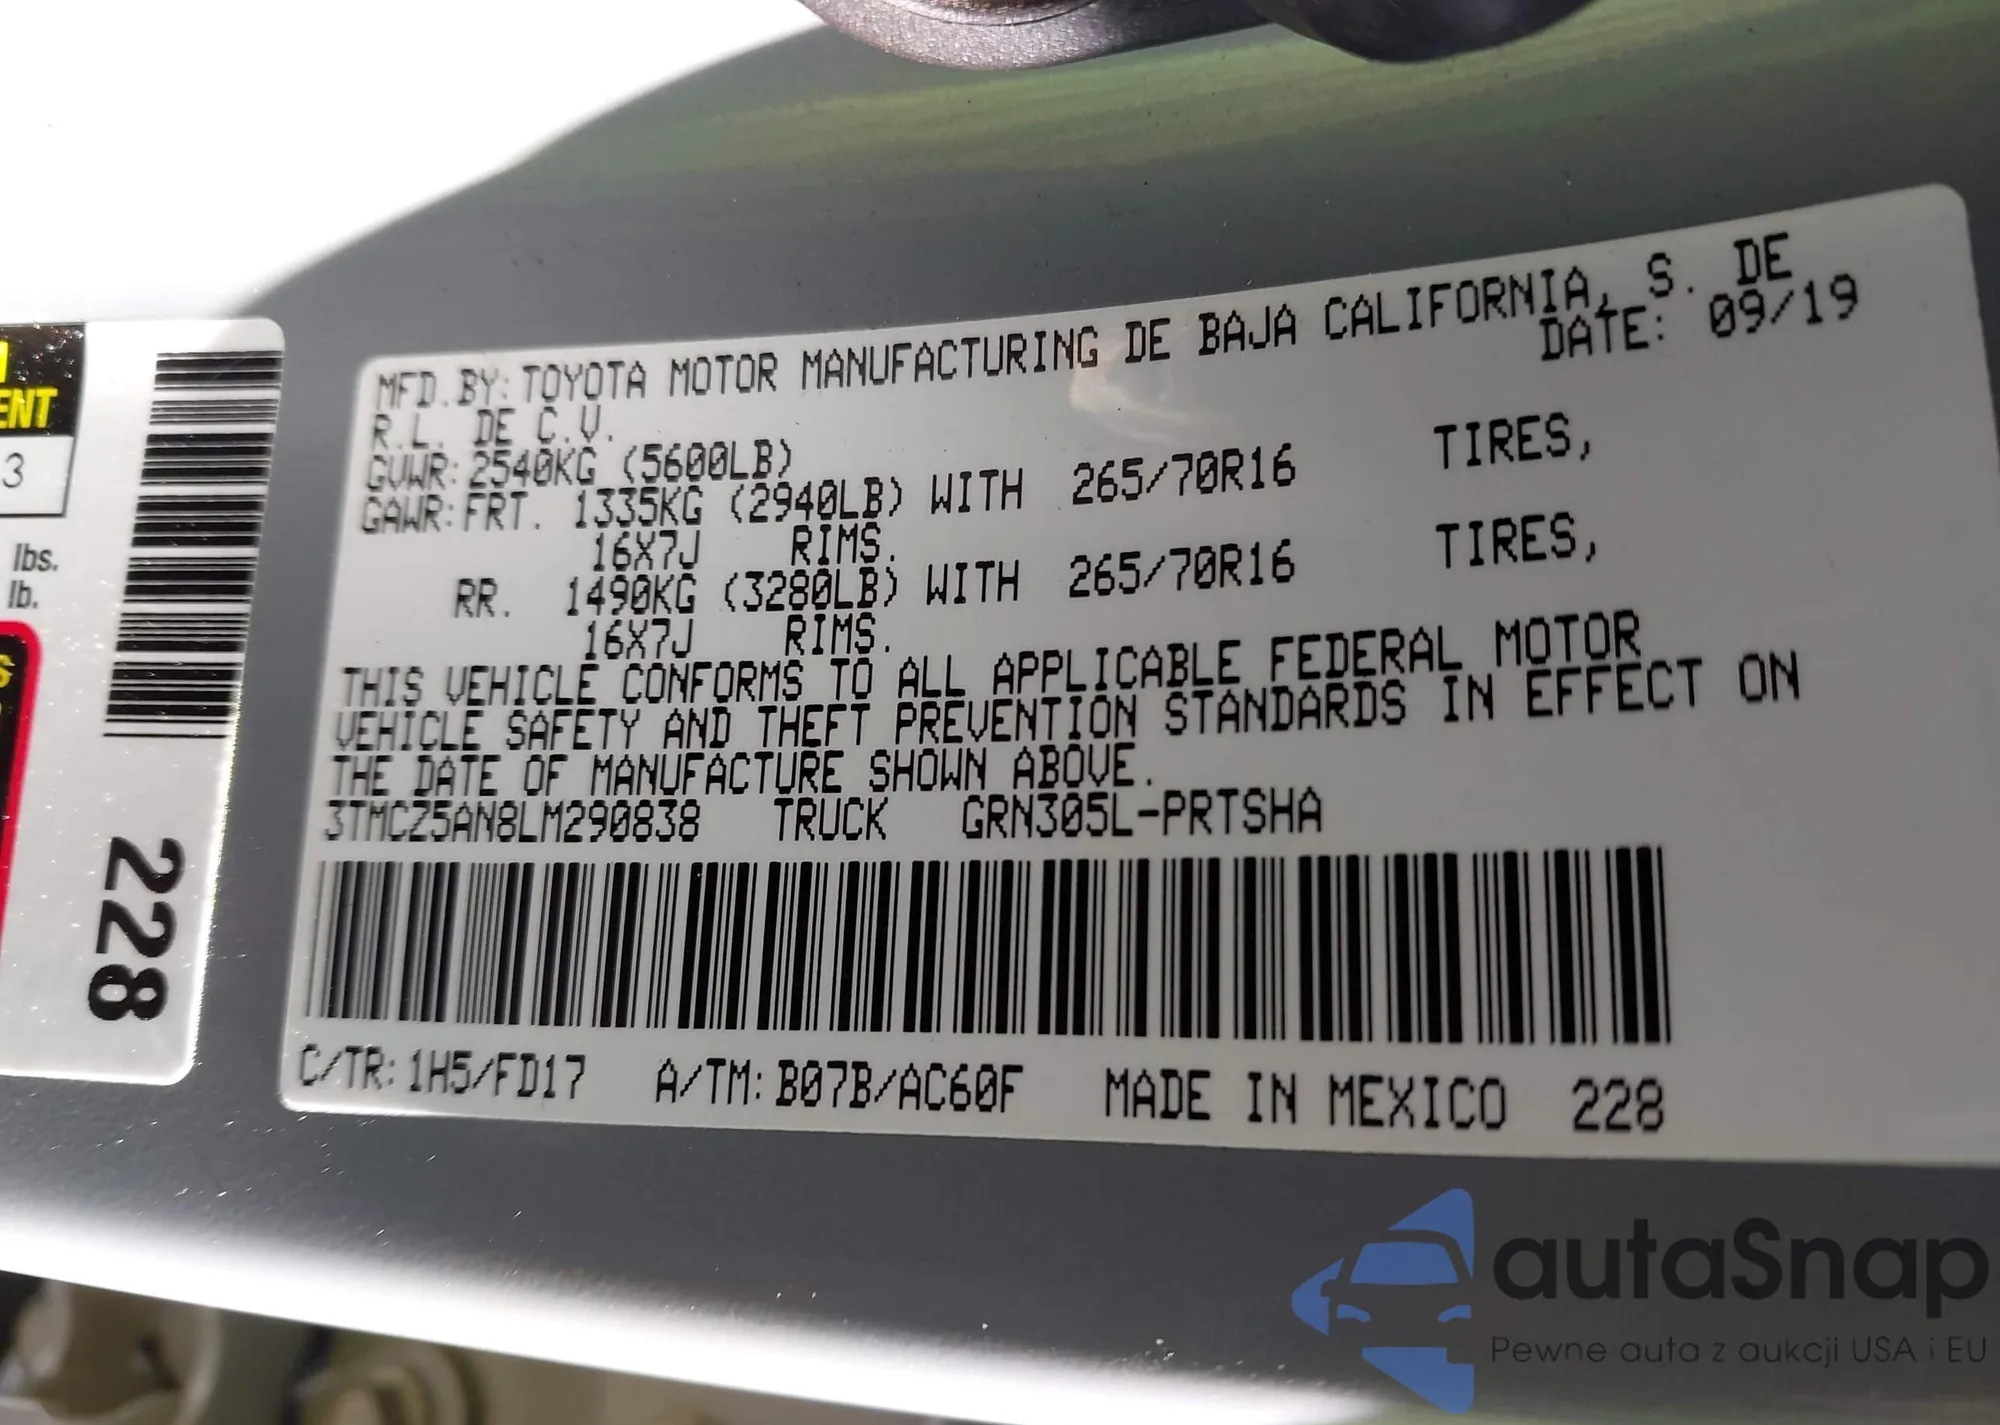 MFD.BY: TOYOTA MOTOR MANUFACTURING DE BAJA CALIFORNIA, S. DE
R.L. DE C.V.
DATE: 09/19
GVWR: 2540KG (5600LB)
GAWR: FRT. 1335KG (2940LB) WITH 265/70R16 TIRES,
16X7J RIMS.
RR. 1490KG (3280LB) WITH 265/70R16 TIRES,
16X7J RIMS.
THIS VEHICLE CONFORMS TO ALL APPLICABLE FEDERAL MOTOR
VEHICLE SAFETY AND THEFT PREVENTION STANDARDS IN EFFECT ON
THE DATE OF MANUFACTURE SHOWN ABOVE.
3TMCZ5AN8LM290838 TRUCK GRN305L-PRTSHA
C/TR: 1H5/FD17 A/TM: B07B/AC60F MADE IN MEXICO 228
ENT
3
lbs.
lb.
228
autaSnap
Pewne auta z aukcji USA i EU